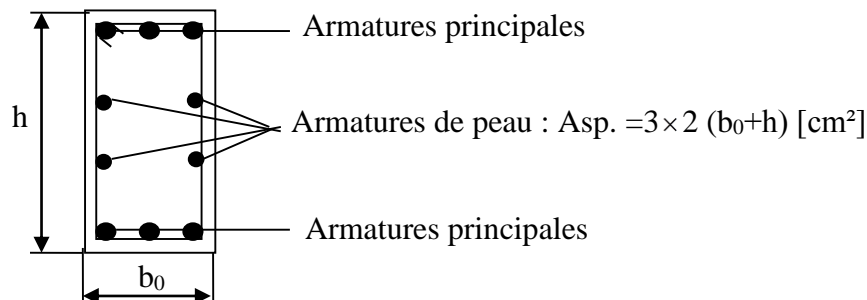 Armatures principales
h
Armatures de peau : Asp. =3×2 (b₀+h) [cm²]
Armatures principales
b₀